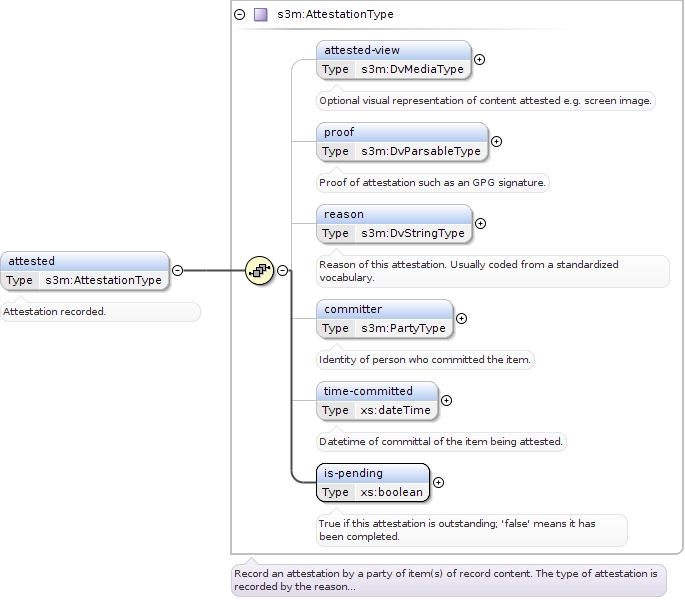 s3m:AttestationType
attested-view
Type s3m:DvMediaType
Optional visual representation of content attested e.g. screen image.
proof
Type s3m:DvParsableType
Proof of attestation such as an GPG signature.
reason
Type s3m:DvStringType
Reason of this attestation. Usually coded from a standardized
vocabulary.
attested
Type s3m:AttestationType
Attestation recorded.
committer
Type s3m:PartyType
Identity of person who committed the item.
time-committed
Type xs:dateTime
Datetime of committal of the item being attested.
is-pending
Type xs:boolean
True if this attestation is outstanding; 'false' means it has
been completed.
Record an attestation by a party of item(s) of record content. The type of attestation is
recorded by the reason...